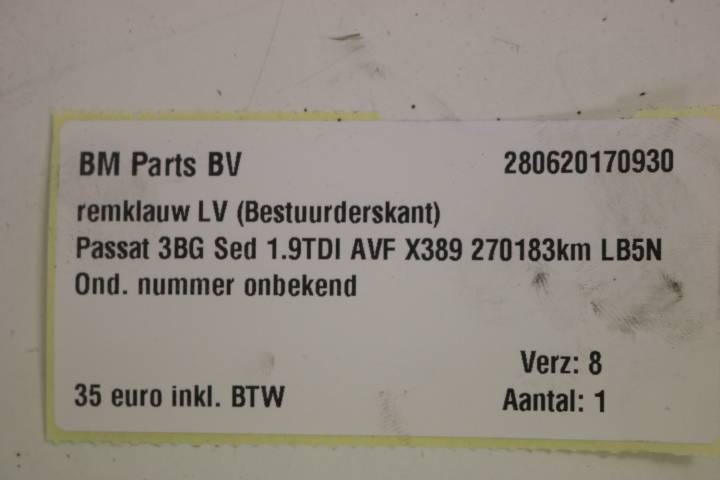 BM Parts BV 280620170930
remklauw LV (Bestuurderskant)
Passat 3BG Sed 1.9TDI AVF X389 270183km LB5N
Ond. nummer onbekend
Verz: 8
35 euro inkl. BTW Aantal: 1